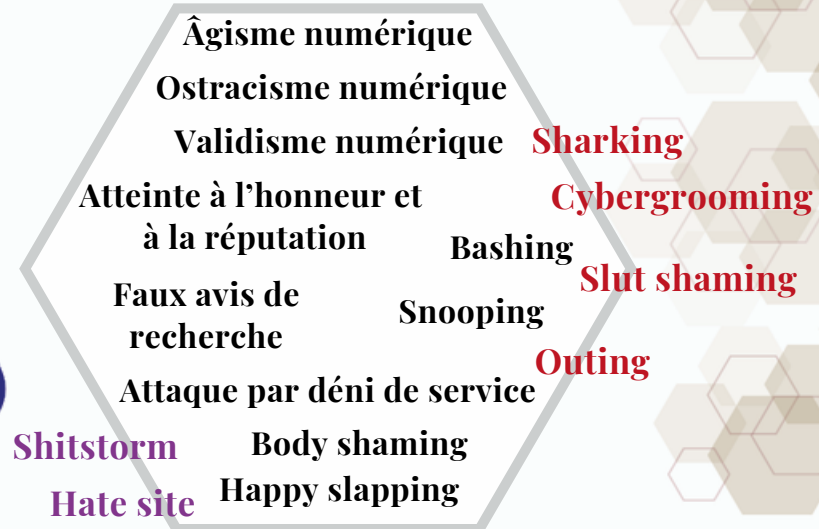 Âgisme numérique
Ostracisme numérique
Validisme numérique
Sharking
Atteinte à l'honneur et
à la réputation
Cybergrooming
Bashing
Slut shaming
Faux avis de
recherche
Snooping
Outing
Attaque par déni de service
Shitstorm
Body shaming
Hate site
Happy slapping